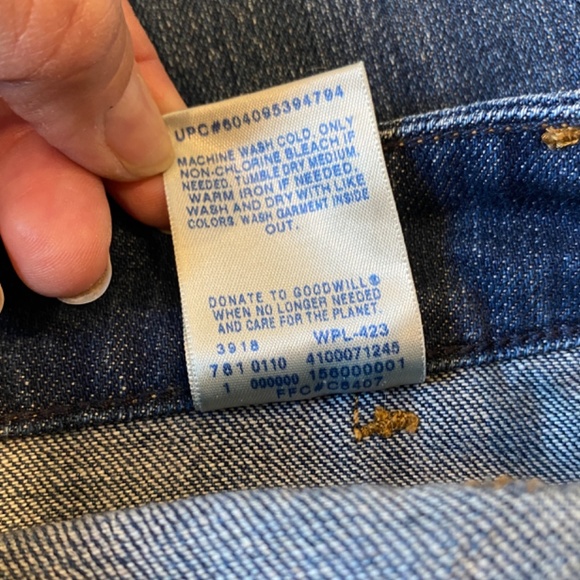 UPC#604095394794
MACHINE WASH COLD. ONLY
NON-CHLORINE BLEACH IF
NEEDED. TUMBLE DRY MEDIUM.
WARM IRON IF NEEDED.
WASH AND DRY WITH LIKE
COLORS. WASH GARMENT INSIDE
OUT.
DONATE TO GOODWILL®
WHEN NO LONGER NEEDED
AND CARE FOR THE PLANET.
3918 WPL-423
761 0110 4100071245
1 000000 156000001
FFC#C8407